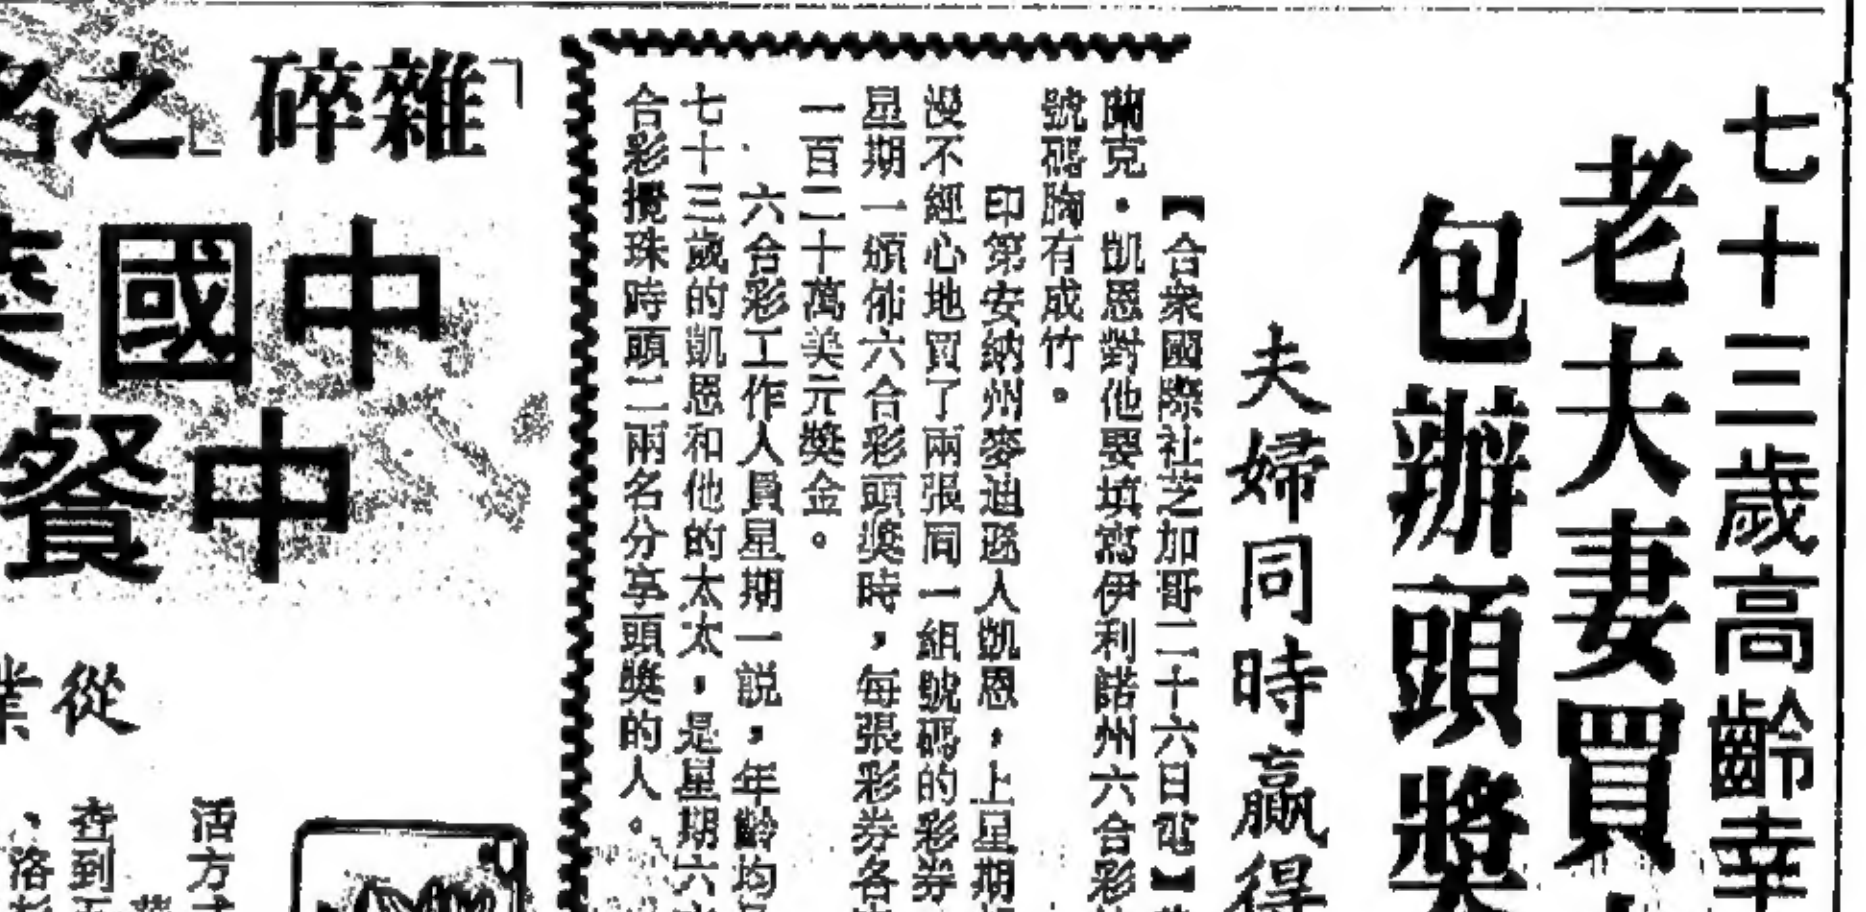 七十三歲高齡幸
老夫妻買
包辦頭獎
夫婦同時贏得
【合衆國際社芝加哥二十六日電】
蘭克・凱恩對他要填寫伊利諾州六合彩
號碼胸有成竹。
印第安納州麥迪遜人凱恩，上星期
漫不經心地買了兩張同一組號碼的彩券
星期一頒佈六合彩頭獎時，每張彩券各
一百二十萬美元獎金。
六合彩工作人員星期一説，年齡均
七十三歲的凱恩和他的太太，是星期六
合彩攪珠時頭二兩名分享頭獎的人。
「雜碎」之名
中國菜
中餐
從業
活方
查到
洛